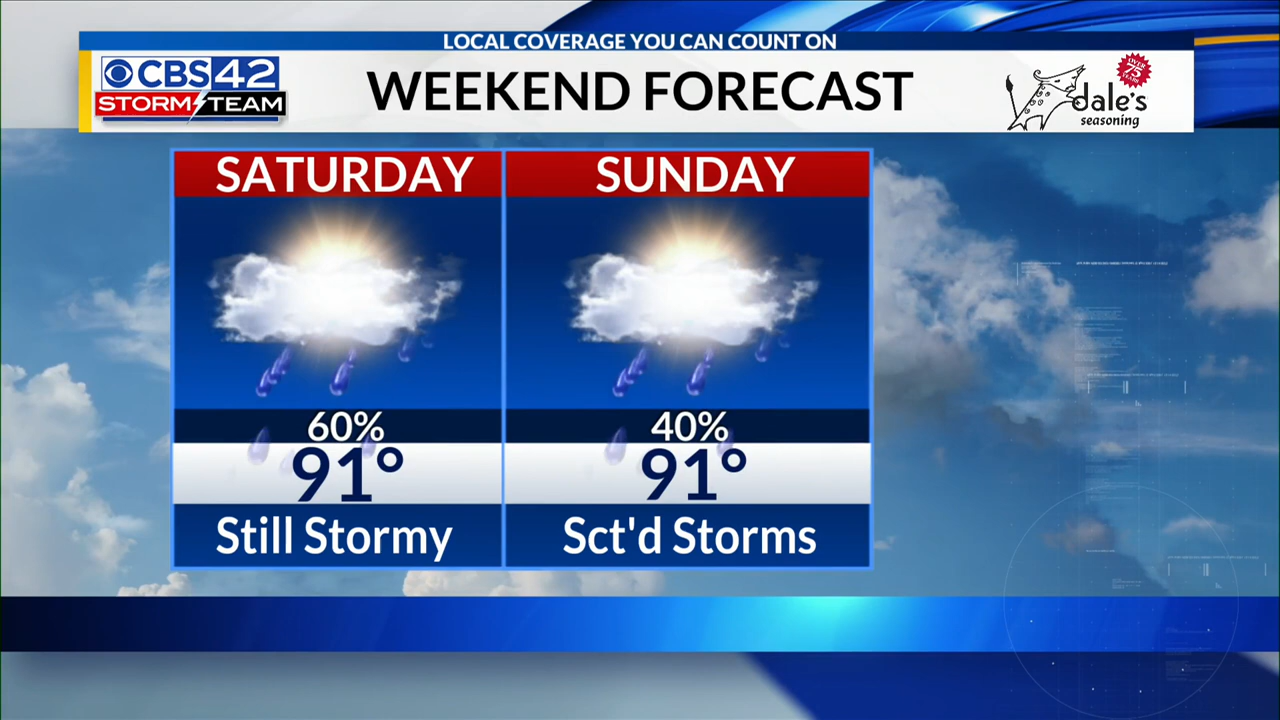 LOCAL COVERAGE YOU CAN COUNT ON
CBS42
STORM TEAM
WEEKEND FORECAST
OVER
75
YEARS
dale's
seasoning
SATURDAY
SUNDAY
60%
40%
91°
91°
Still Stormy
Sct'd Storms